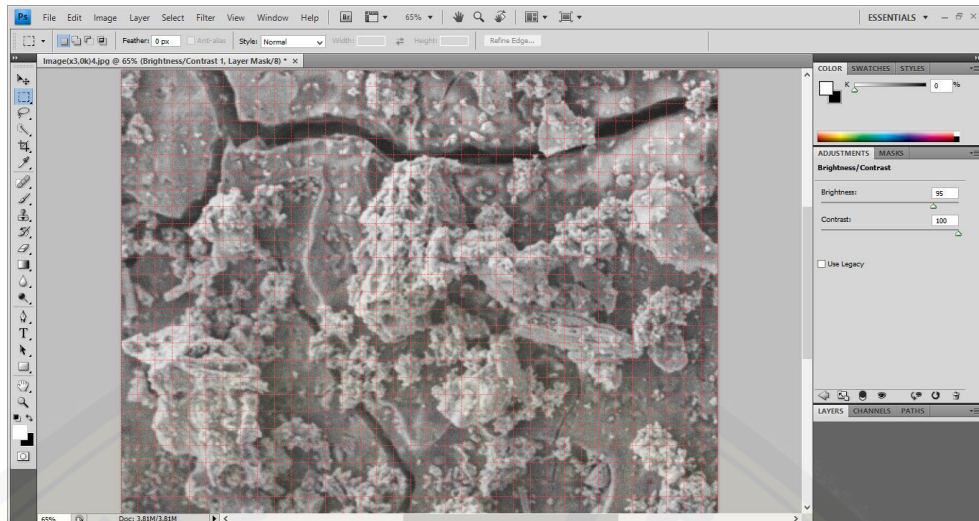 Ps File Edit Image Layer Select Filter View Window Help Br 65% ESSENTIALS
Feather: 0 px Anti-alias Style: Normal Width: Height: Refine Edge...
Image(x3,0k)4.jpg @ 65% (Brightness/Contrast 1, Layer Mask/8) * ×
COLOR SWATCHES STYLES
K 0 %
ADJUSTMENTS MASKS
Brightness/Contrast
Brightness: 95
Contrast: 100
Use Legacy
LAYERS CHANNELS PATHS
65% Doc: 3.81M/3.81M